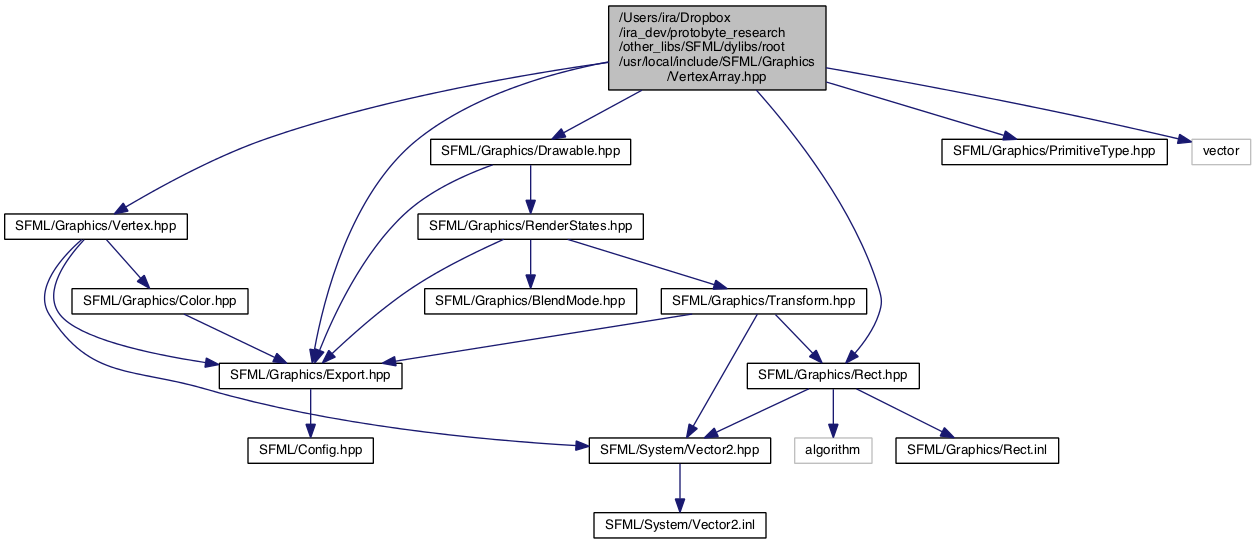 /Users/ira/Dropbox
/ira_dev/protobyte_research
/other_libs/SFML/dylibs/root
/usr/local/include/SFML/Graphics
/VertexArray.hpp
SFML/Graphics/Drawable.hpp
SFML/Graphics/PrimitiveType.hpp
vector
SFML/Graphics/Vertex.hpp
SFML/Graphics/RenderStates.hpp
SFML/Graphics/Color.hpp
SFML/Graphics/BlendMode.hpp
SFML/Graphics/Transform.hpp
SFML/Graphics/Export.hpp
SFML/Graphics/Rect.hpp
SFML/Config.hpp
SFML/System/Vector2.hpp
algorithm
SFML/Graphics/Rect.inl
SFML/System/Vector2.inl